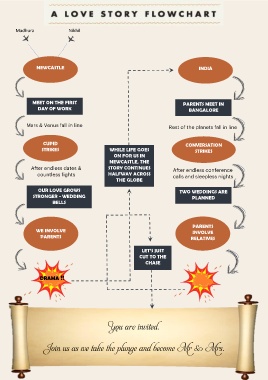 A LOVE STORY FLOWCHART
Madhuri
Nikhil
NEWCASTLE
MEET ON THE FIRST
DAY OF WORK
Mars & Venus fall in line
CUPID
STRIKES
After endless dates &
countless lights
OUR LOVE GROWS
STRONGER - WEDDING
BELLS
WE INVOLVE
PARENTS
DRAMA !!
WHILE LIFE GOES
ON FOR US IN
NEWCASTLE, THE
STORY CONTINUES
HALFWAY ACROSS
THE GLOBE
LET'S JUST
CUT TO THE
CHASE
INDIA
PARENTS MEET IN
BANGALORE
Rest of the planets fall in line
CONVERSATION
STRIKES
After endless conference
calls and sleepless nights
TWO WEDDINGS ARE
PLANNED
PARENTS
INVOLVE
RELATIVES
You are invited.
Join us as we take the plunge and become Mr & Mrs.